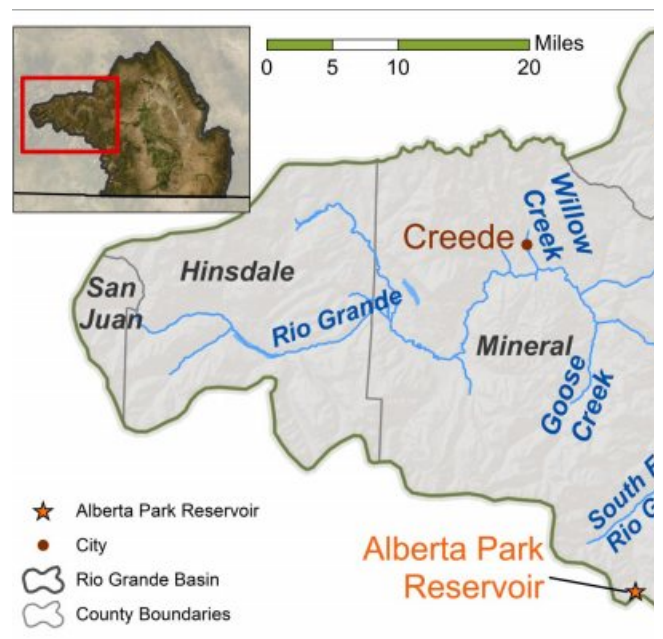 Miles
0 5 10 20
Willow
Creek
Creede
Hinsdale
San
Juan
Rio Grande
Mineral
Goose
Creek
South
Rio G
Alberta Park
Reservoir
Alberta Park Reservoir
City
Rio Grande Basin
County Boundaries